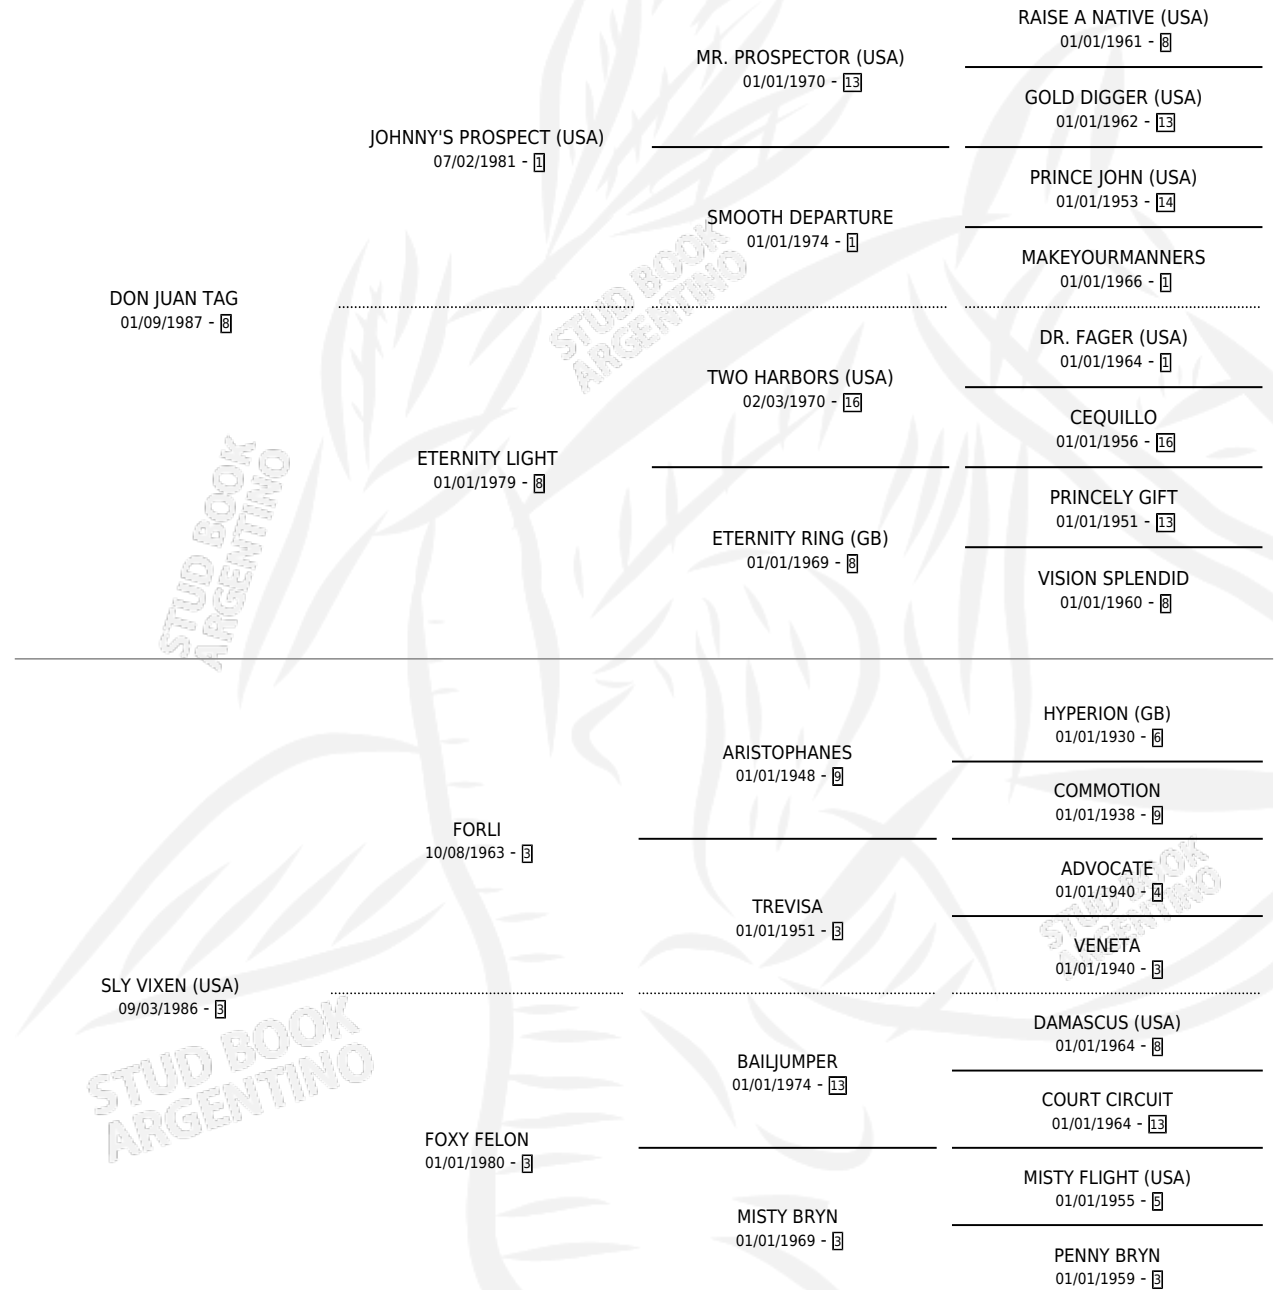 RAISE A NATIVE (USA)
01/01/1961 - 8
MR. PROSPECTOR (USA)
01/01/1970 - 13
GOLD DIGGER (USA)
01/01/1962 - 13
JOHNNY'S PROSPECT (USA)
07/02/1981 - 1
PRINCE JOHN (USA)
01/01/1953 - 14
SMOOTH DEPARTURE
01/01/1974 - 1
MAKEYOURMANNERS
01/01/1966 - 1
DON JUAN TAG
01/09/1987 - 8
DR. FAGER (USA)
01/01/1964 - 1
TWO HARBORS (USA)
02/03/1970 - 16
CEQUILLO
01/01/1956 - 16
ETERNITY LIGHT
01/01/1979 - 8
PRINCELY GIFT
01/01/1951 - 13
ETERNITY RING (GB)
01/01/1969 - 8
VISION SPLENDID
01/01/1960 - 8
HYPERION (GB)
01/01/1930 - 6
ARISTOPHANES
01/01/1948 - 9
COMMOTION
01/01/1938 - 9
FORLI
10/08/1963 - 3
ADVOCATE
01/01/1940 - 4
TREVISA
01/01/1951 - 3
VENETA
01/01/1940 - 3
SLY VIXEN (USA)
09/03/1986 - 3
DAMASCUS (USA)
01/01/1964 - 8
BAILJUMPER
01/01/1974 - 13
COURT CIRCUIT
01/01/1964 - 13
FOXY FELON
01/01/1980 - 3
MISTY FLIGHT (USA)
01/01/1955 - 5
MISTY BRYN
01/01/1969 - 3
PENNY BRYN
01/01/1959 - 3
STUD BOOK
ARGENTINO
STUD BOOK
ARGENTINO
STUD BOOK
ARGENTINO
STUD BOOK
ARGENTINO